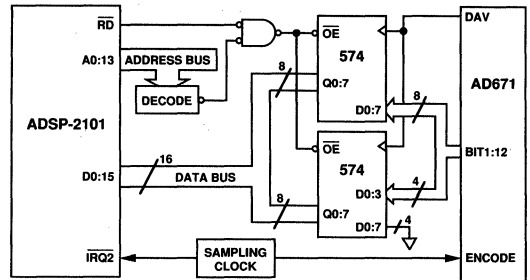 RD
A0:13
ADDRESS BUS
DECODE
ADSP-2101
D0:15
16
DATA BUS
IRQ2
SAMPLING
CLOCK
OE
574
8
Q0:7
D0:7
8
OE
574
D0:3
4
8
Q0:7
D0:7
4
DAV
AD671
BIT1:12
ENCODE